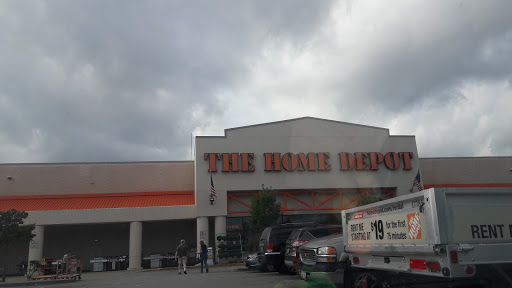 THE HOME DEPOT
RENT ME
STARTING AT
$19
for the first
75 minutes
RENT